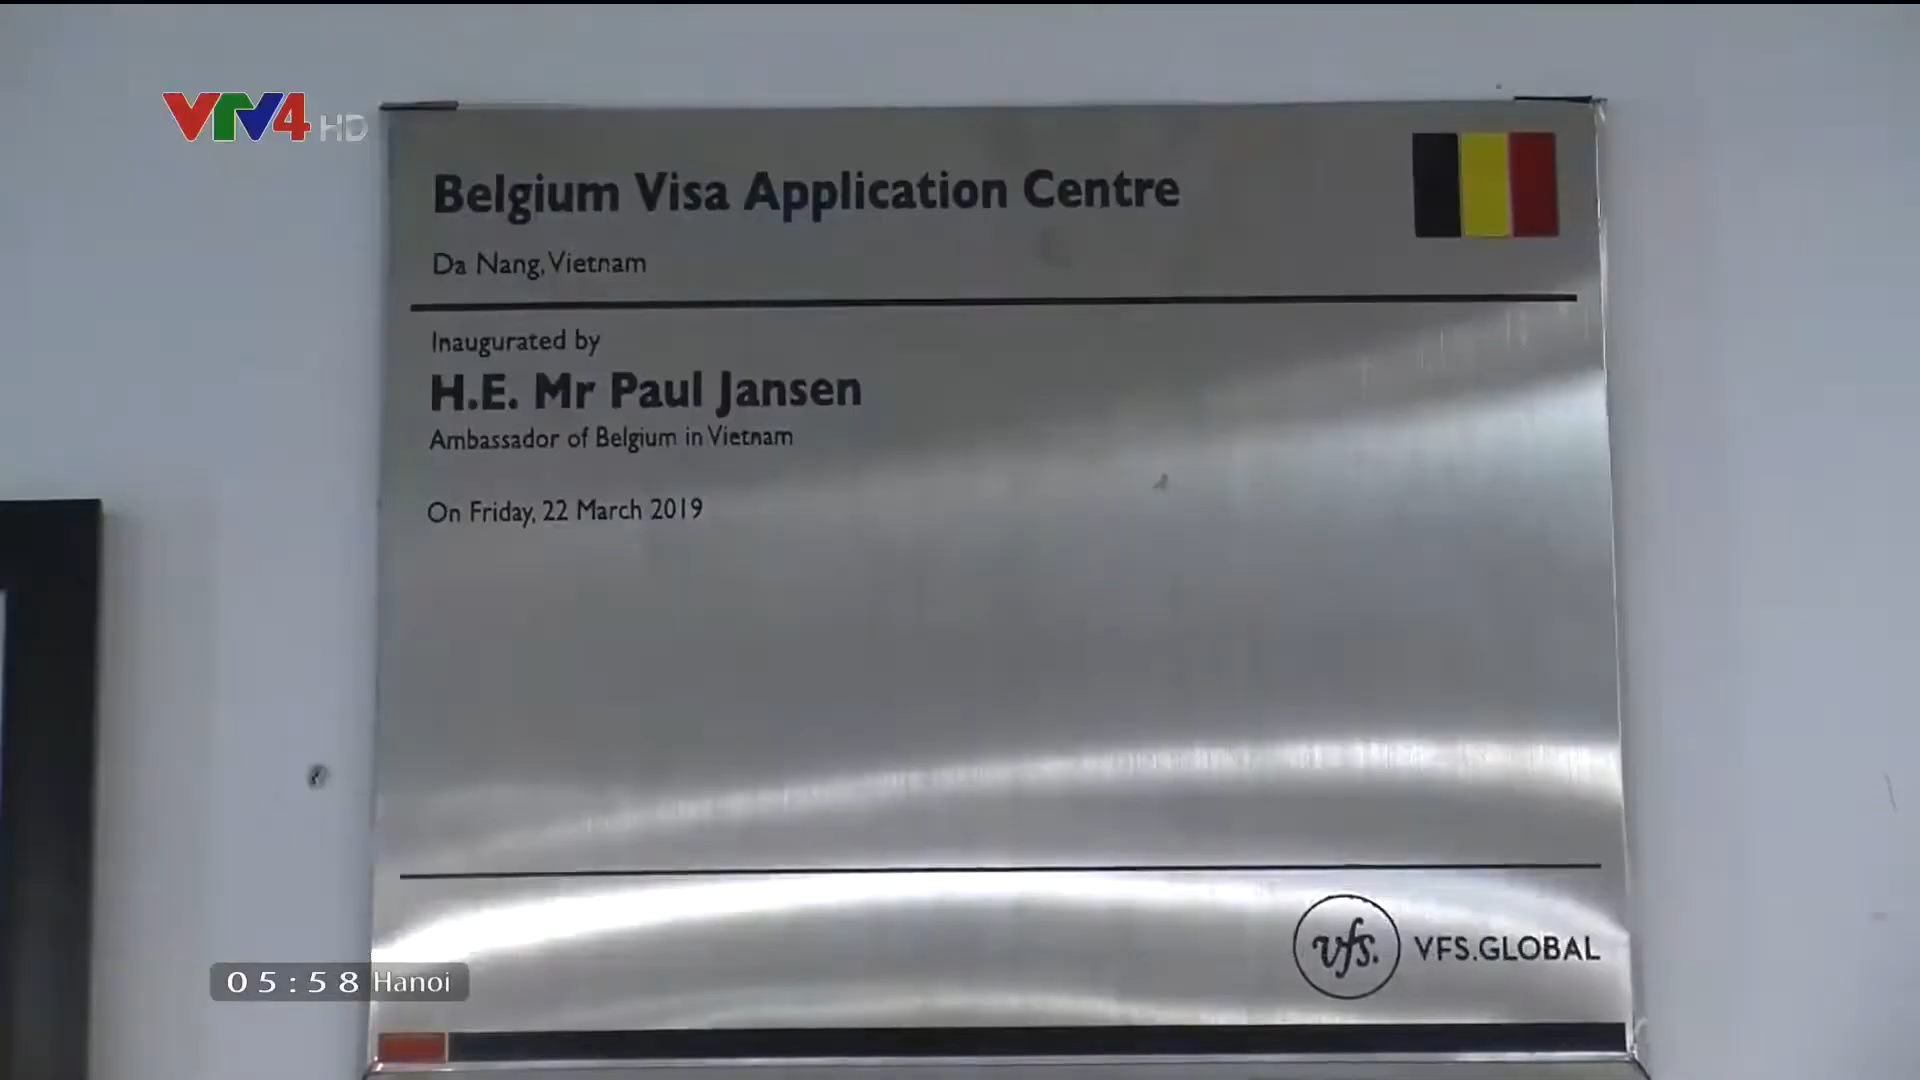 VTV4 HD
Belgium Visa Application Centre
Da Nang, Vietnam
Inaugurated by
H.E. Mr Paul Jansen
Ambassador of Belgium in Vietnam
On Friday, 22 March 2019
vfs. VFS.GLOBAL
05:58 Hanoi